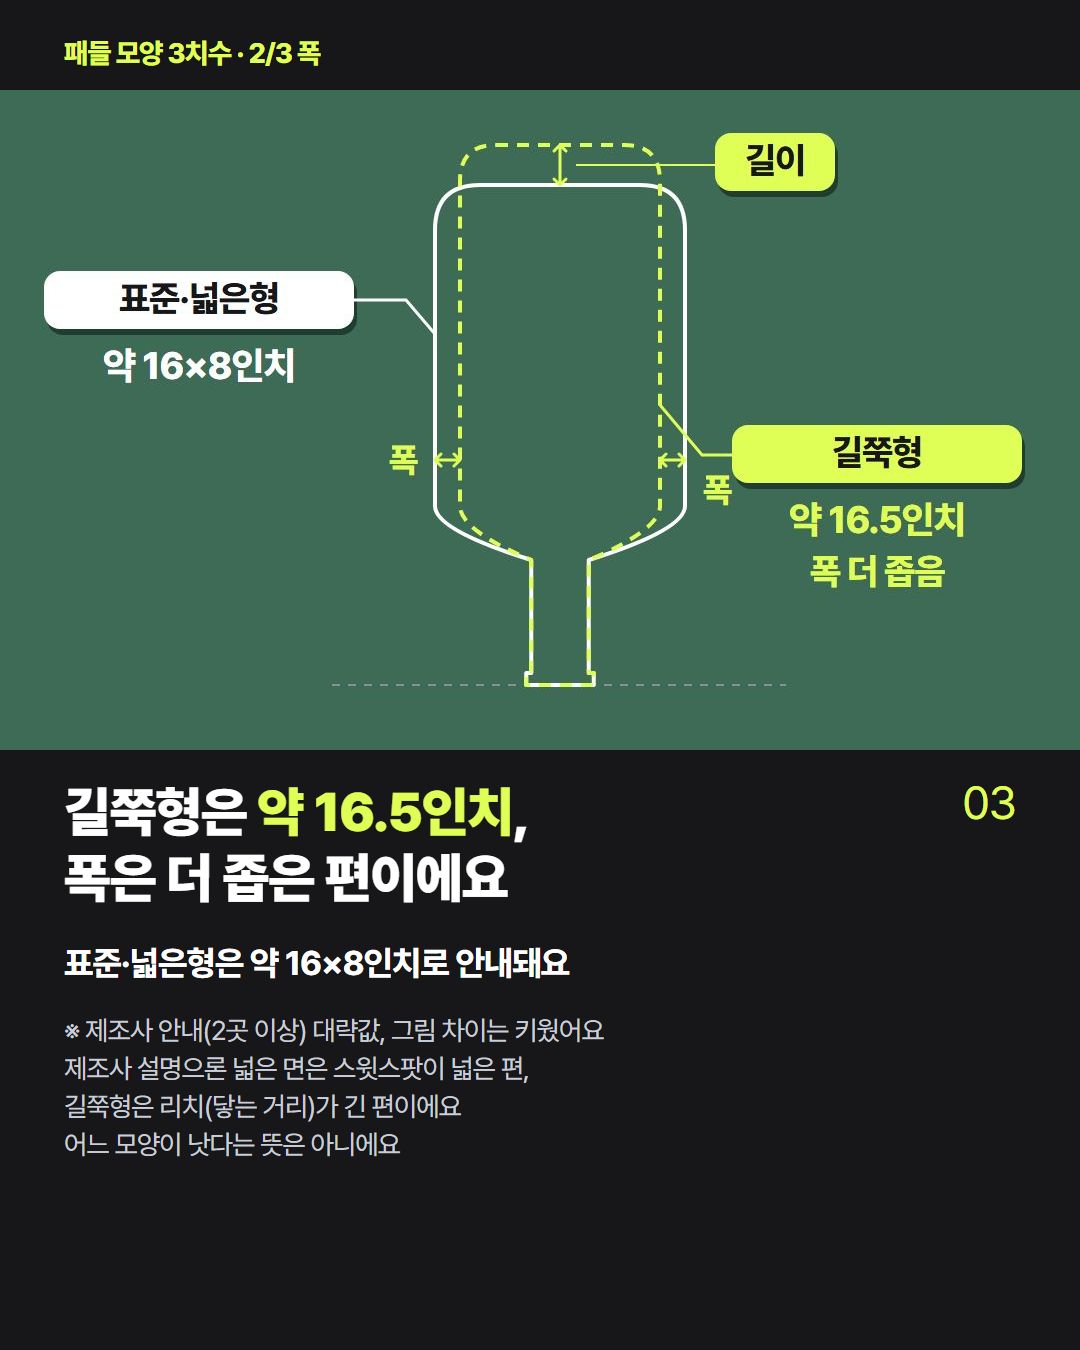 패들 모양 3치수 · 2/3 폭
길이
표준·넓은형
약 16×8인치
폭
길쭉형
폭
약 16.5인치
폭 더 좁음
길쭉형은 약 16.5인치,
폭은 더 좁은 편이에요
03
표준·넓은형은 약 16×8인치로 안내돼요
※ 제조사 안내(2곳 이상) 대략값, 그림 차이는 키웠어요
제조사 설명으론 넓은 면은 스윗스팟이 넓은 편,
길쭉형은 리치(닿는 거리)가 긴 편이에요
어느 모양이 낫다는 뜻은 아니에요